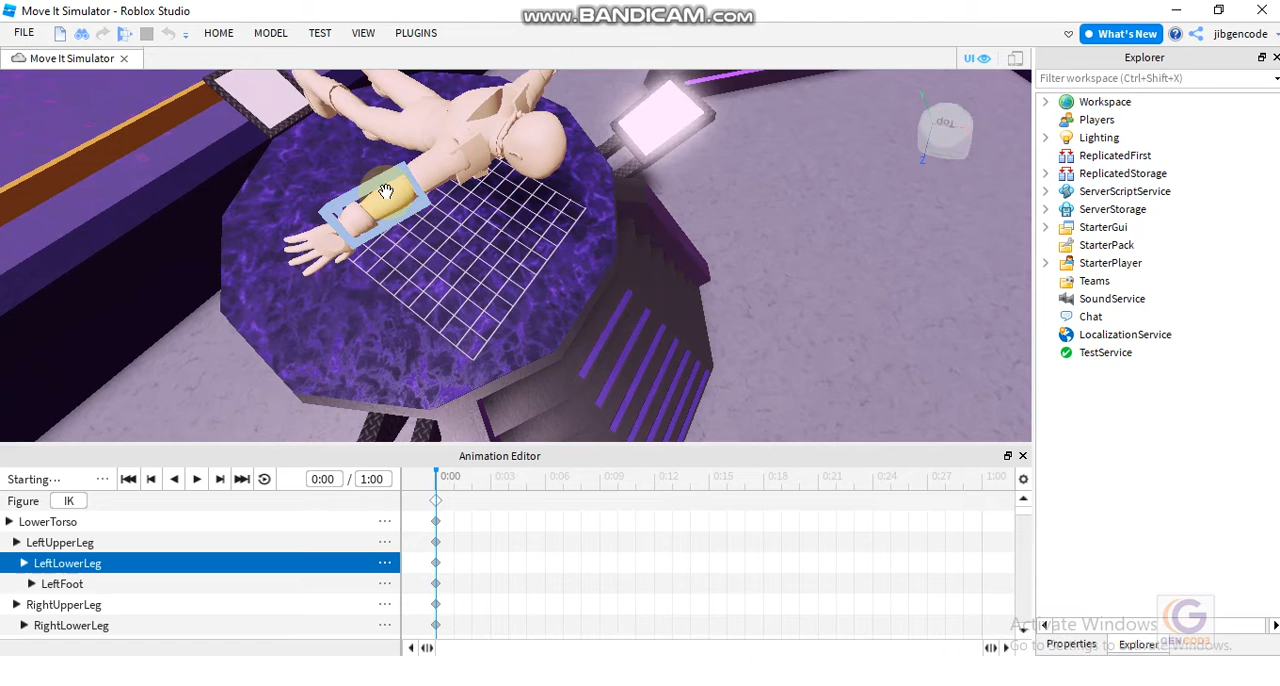 Move It Simulator - Roblox Studio
www.BANDICAM.com
FILE HOME MODEL TEST VIEW PLUGINS
What's New
jibgencode
Move It Simulator
UI
Explorer
Filter workspace (Ctrl+Shift+X)
Workspace
Players
Lighting
ReplicatedFirst
ReplicatedStorage
ServerScriptService
ServerStorage
StarterGui
StarterPack
StarterPlayer
Teams
SoundService
Chat
LocalizationService
TestService
Y
Top
Z
Animation Editor
Starting···
0:00 / 1:00
0:00 0:03 0:06 0:09 0:12 0:15 0:18 0:21 0:24 0:27 1:00
Figure IK
LowerTorso
LeftUpperLeg
LeftLowerLeg
LeftFoot
RightUpperLeg
RightLowerLeg
Activate Windows
Go to Settings to activate Windows.
GENCODE
Properties Explorer